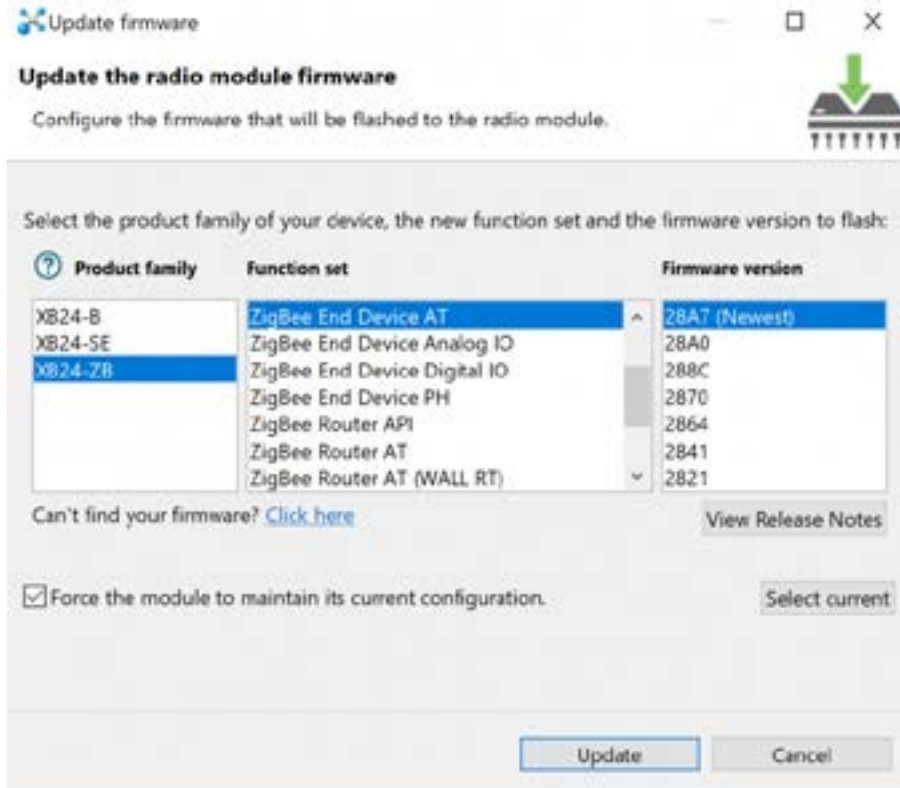 Update firmware
Update the radio module firmware
Configure the firmware that will be flashed to the radio module.
Select the product family of your device, the new function set and the firmware version to flash:
Product family
Function set
Firmware version
XB24-B
XB24-SE
XB24-ZB
ZigBee End Device AT
ZigBee End Device Analog IO
ZigBee End Device Digital IO
ZigBee End Device PH
ZigBee Router API
ZigBee Router AT
ZigBee Router AT (WALL RT)
28A7 (Newest)
28A0
288C
2870
2864
2841
2821
Can't find your firmware? Click here
View Release Notes
Force the module to maintain its current configuration.
Select current
Update
Cancel